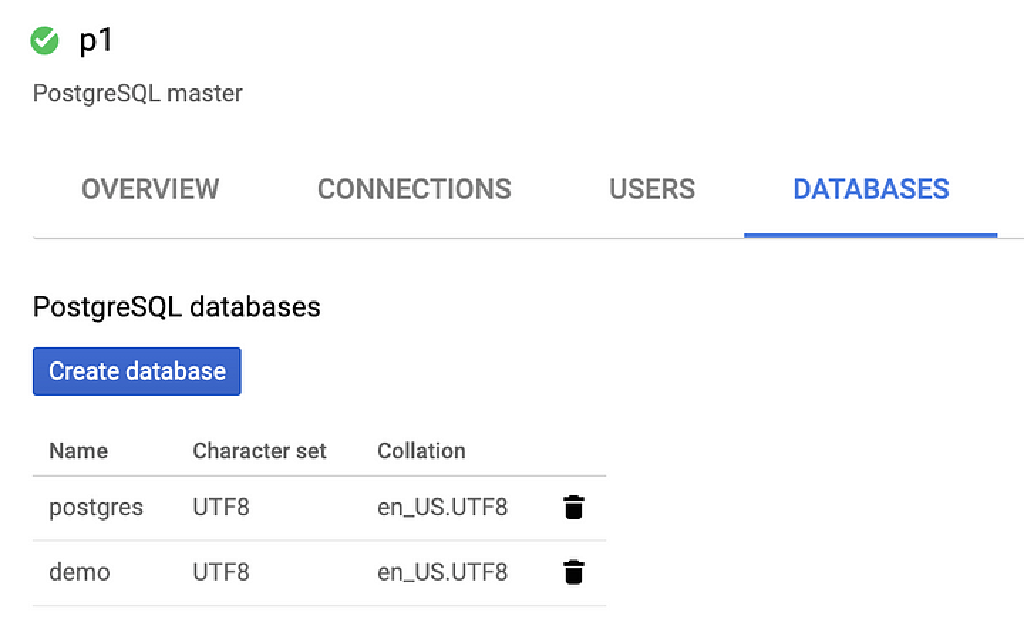 p1
PostgreSQL master
OVERVIEW CONNECTIONS USERS DATABASES
PostgreSQL databases
Create database
Name Character set Collation
postgres UTF8 en_US.UTF8
demo UTF8 en_US.UTF8